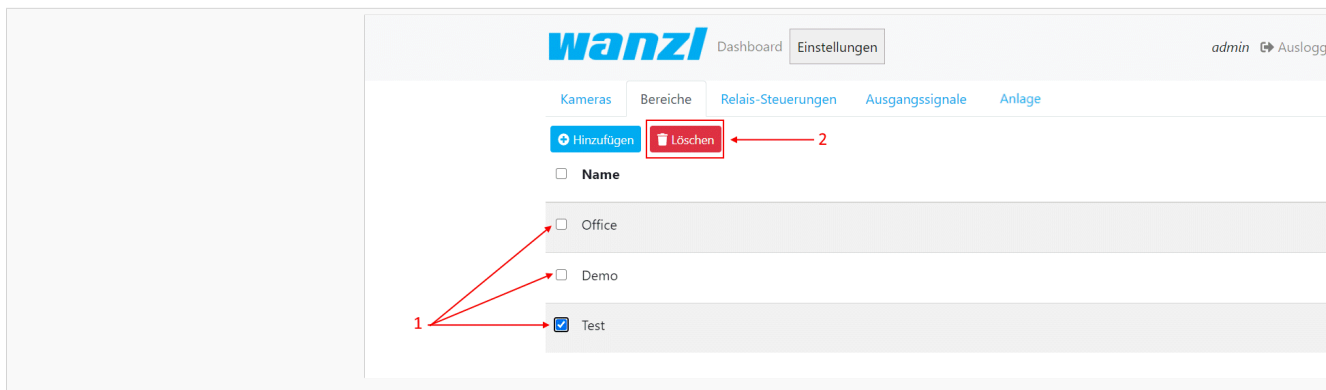 wanzl Dashboard Einstellungen admin Auslogg
Kameras Bereiche Relais-Steuerungen Ausgangssignale Anlage
Hinzufügen Löschen 2
Name
Office
Demo
1 Test